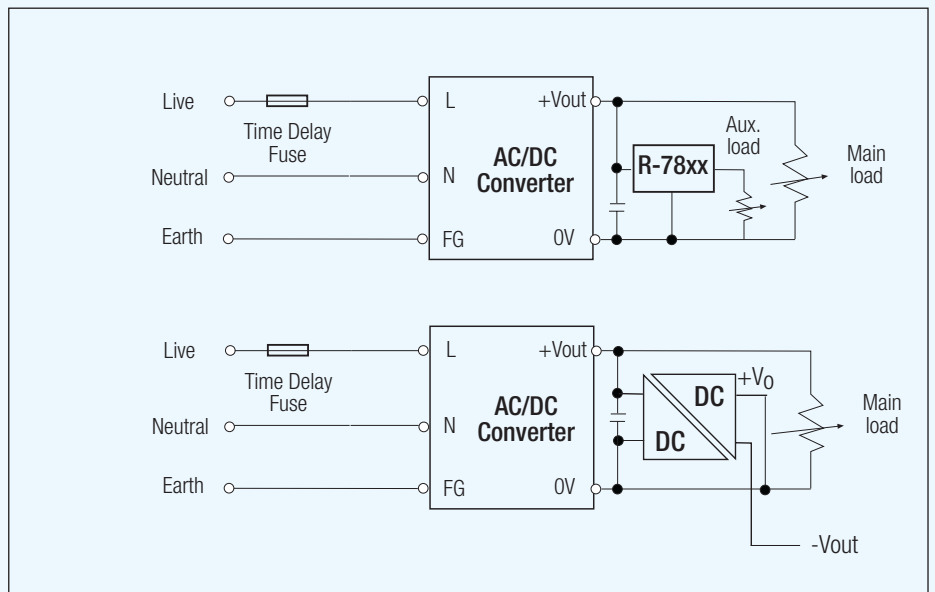 Live
L
+Vout
Time Delay
Fuse
Aux.
load
AC/DC
Converter
R-78xx
Main
load
Neutral
N
Earth
FG
0V
Live
L
+Vout
Time Delay
Fuse
AC/DC
Converter
DC
DC
+VO
Main
load
Neutral
N
Earth
FG
0V
-Vout